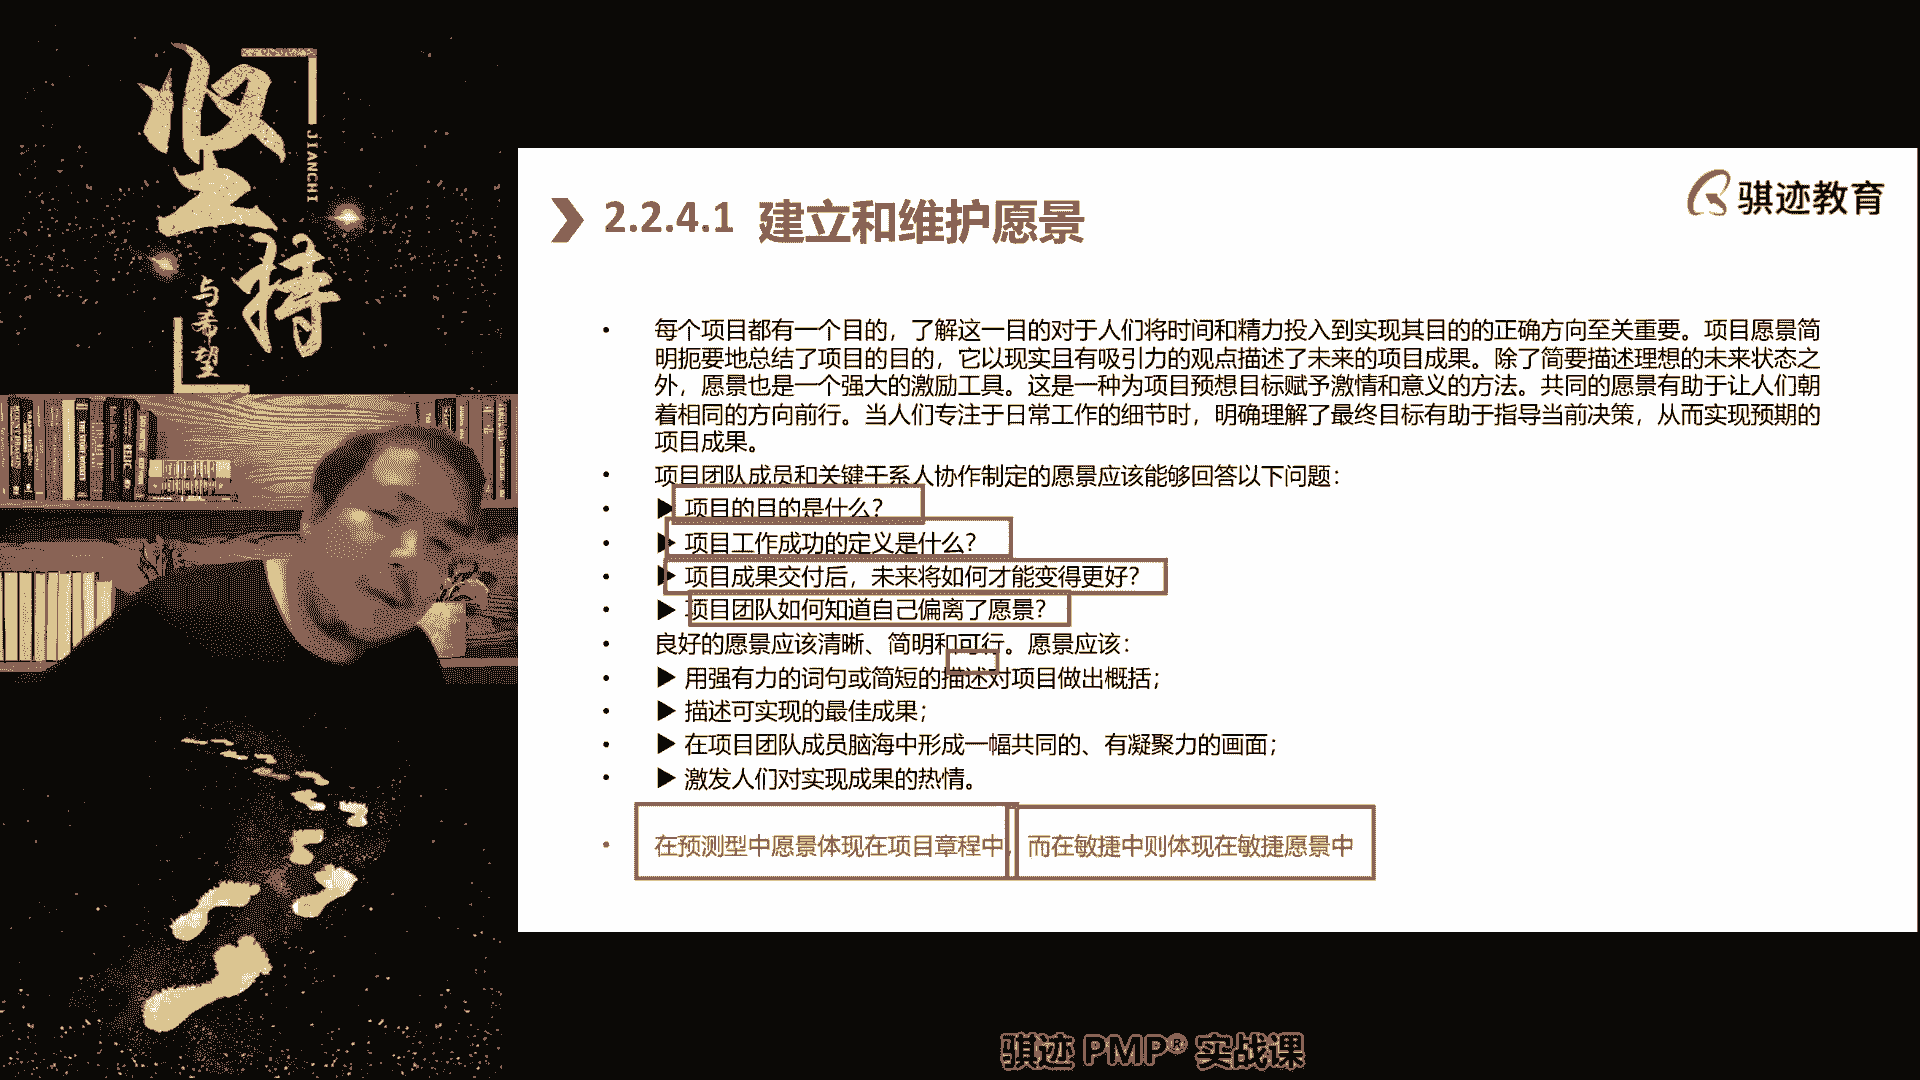 坚持
JIANCHI
与希望
骐迹教育
2.2.4.1 建立和维护愿景
• 每个项目都有一个目的，了解这一目的对于人们将时间和精力投入到实现其目的的正确方向至关重要。项目愿景简
明扼要地总结了项目的目的，它以现实且有吸引力的观点描述了未来的项目成果。除了简要描述理想的未来状态之
外，愿景也是一个强大的激励工具。这是一种为项目预想目标赋予激情和意义的方法。共同的愿景有助于让人们朝
着相同的方向前行。当人们专注于日常工作的细节时，明确理解了最终目标有助于指导当前决策，从而实现预期的
项目成果。
• 项目团队成员和关键干系人协作制定的愿景应该能够回答以下问题：
• ▶ 项目的目的是什么？
• ▶ 项目工作成功的定义是什么？
• ▶ 项目成果交付后，未来将如何才能变得更好？
• ▶ 项目团队如何知道自己偏离了愿景？
• 良好的愿景应该清晰、简明和可行。愿景应该：
• ▶ 用强有力的词句或简短的描述对项目做出概括；
• ▶ 描述可实现的最佳成果；
• ▶ 在项目团队成员脑海中形成一幅共同的、有凝聚力的画面；
• ▶ 激发人们对实现成果的热情。
• 在预测型中愿景体现在项目章程中，而在敏捷中则体现在敏捷愿景中
骐迹 PMP® 实战课